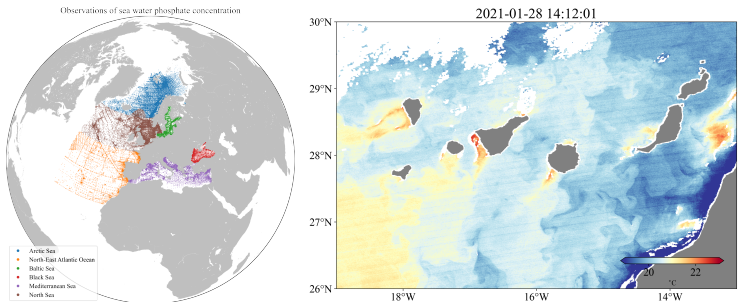 Observations of sea water phosphate concentration
Arctic Sea
North-East Atlantic Ocean
Baltic Sea
Black Sea
Mediterranean Sea
North Sea
2021-01-28 14:12:01
30°N
29°N
28°N
27°N
26°N
18°W
16°W
14°W
20
22
°C